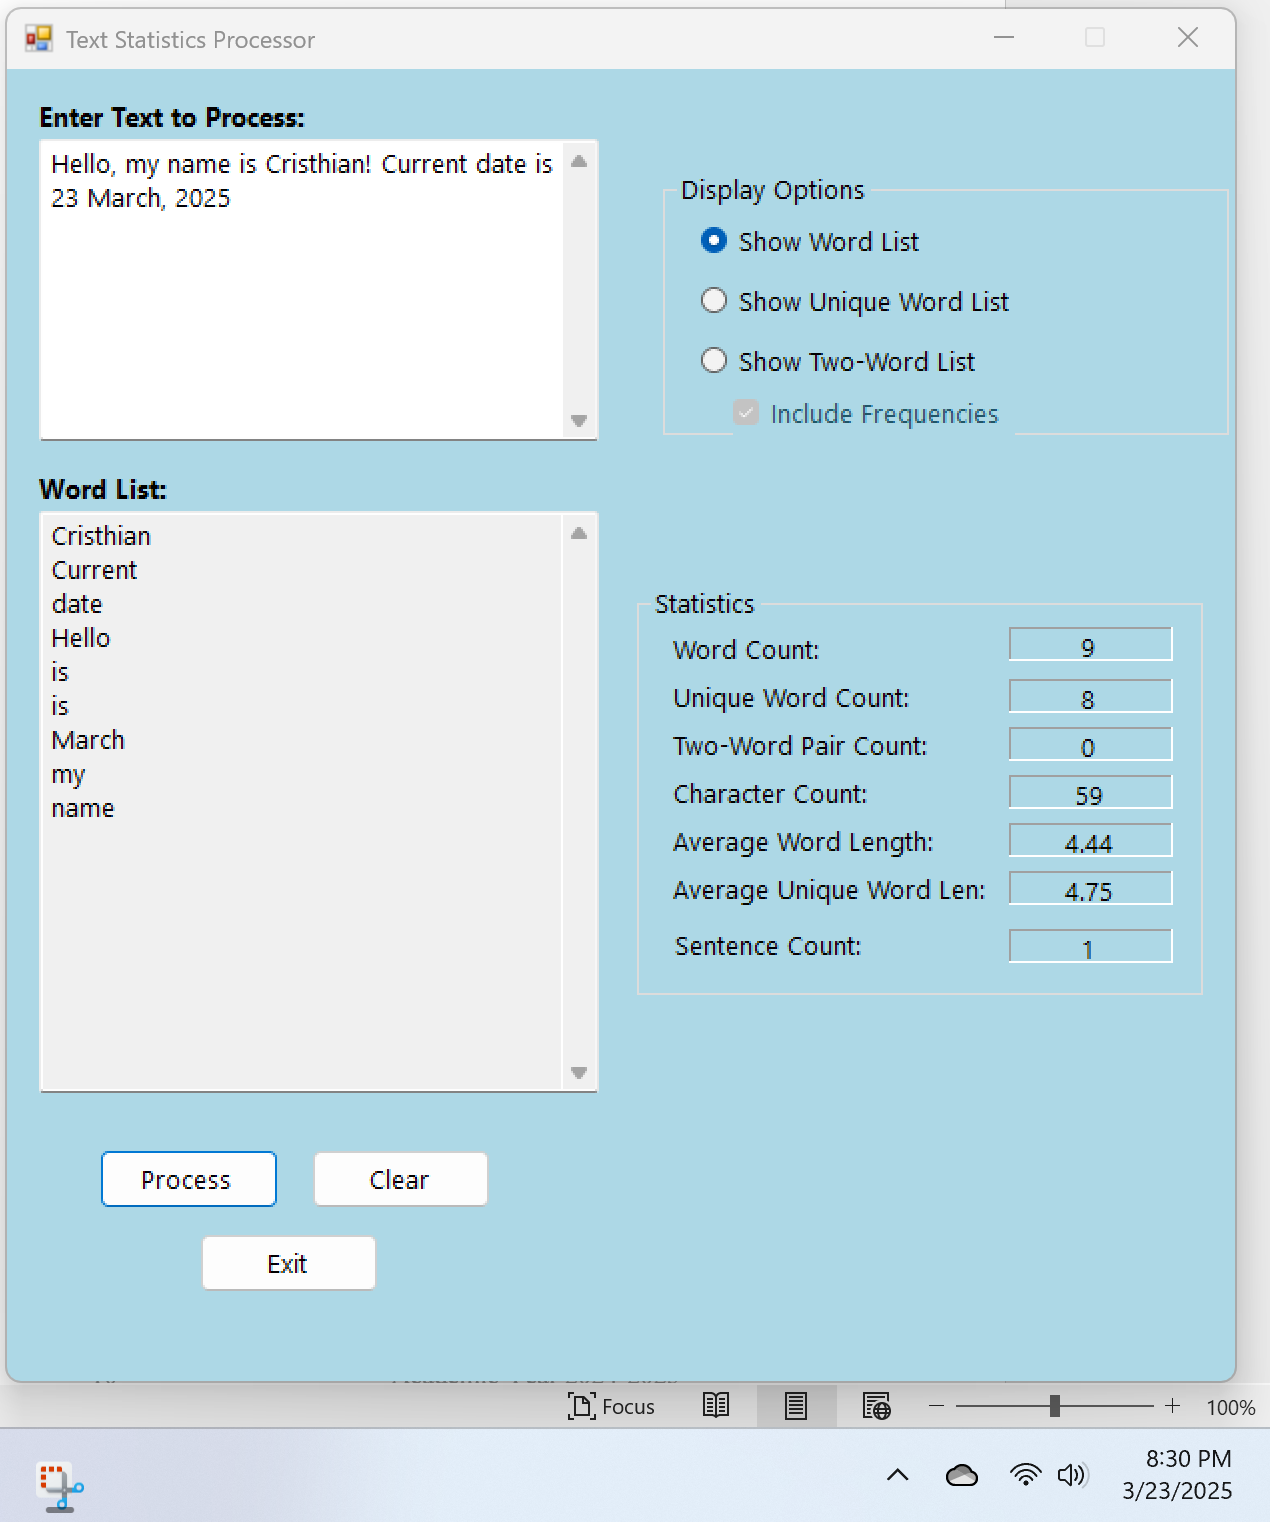 Text Statistics Processor
Enter Text to Process:
Hello, my name is Cristhian! Current date is
23 March, 2025
Display Options
Show Word List
Show Unique Word List
Show Two-Word List
Include Frequencies
Word List:
Cristhian
Current
date
Hello
is
is
March
my
name
Statistics
Word Count: 9
Unique Word Count: 8
Two-Word Pair Count: 0
Character Count: 59
Average Word Length: 4.44
Average Unique Word Len: 4.75
Sentence Count: 1
Process Clear
Exit
Focus 100%
8:30 PM
3/23/2025